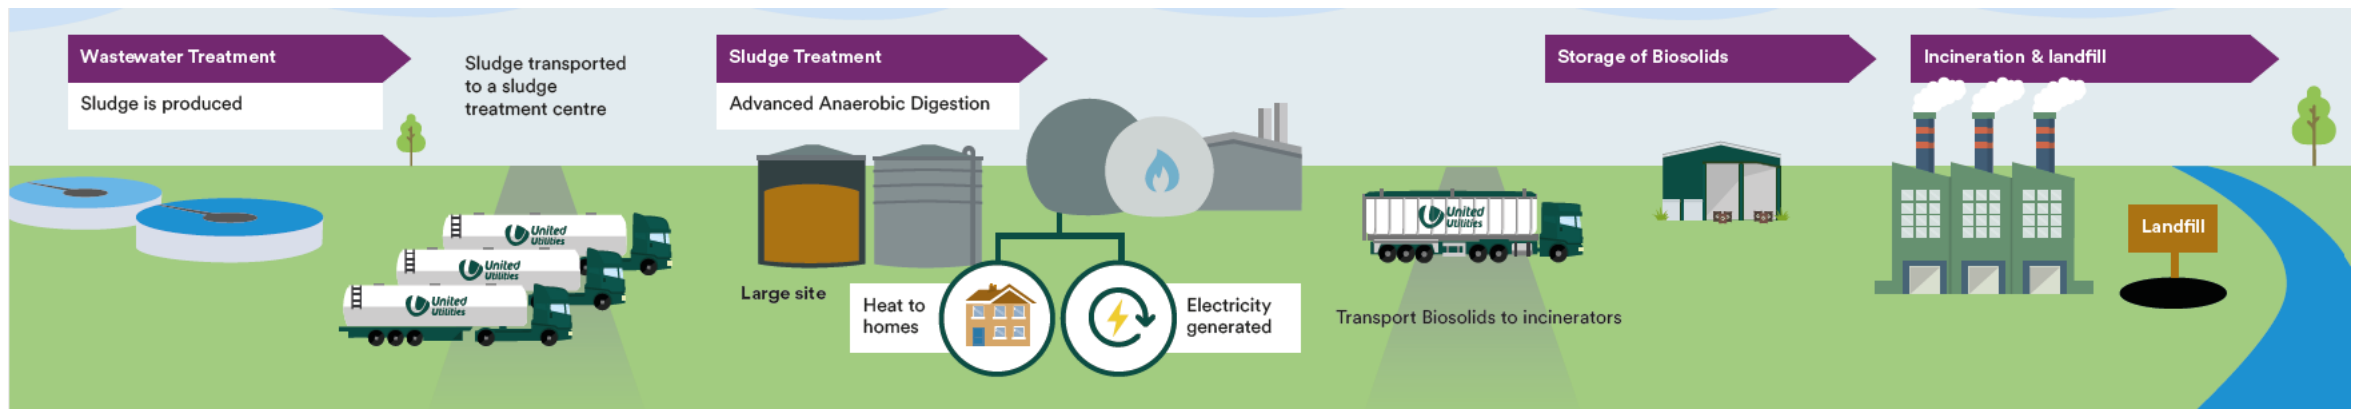 Wastewater Treatment
Sludge is produced
Sludge transported
to a sludge
treatment centre
United
Utilities
United
Utilities
United
Utilities
Sludge Treatment
Advanced Anaerobic Digestion
Large site
Heat to
homes
Electricity
generated
United
Utilities
Transport Biosolids to incinerators
Storage of Biosolids
Incineration & landfill
Landfill